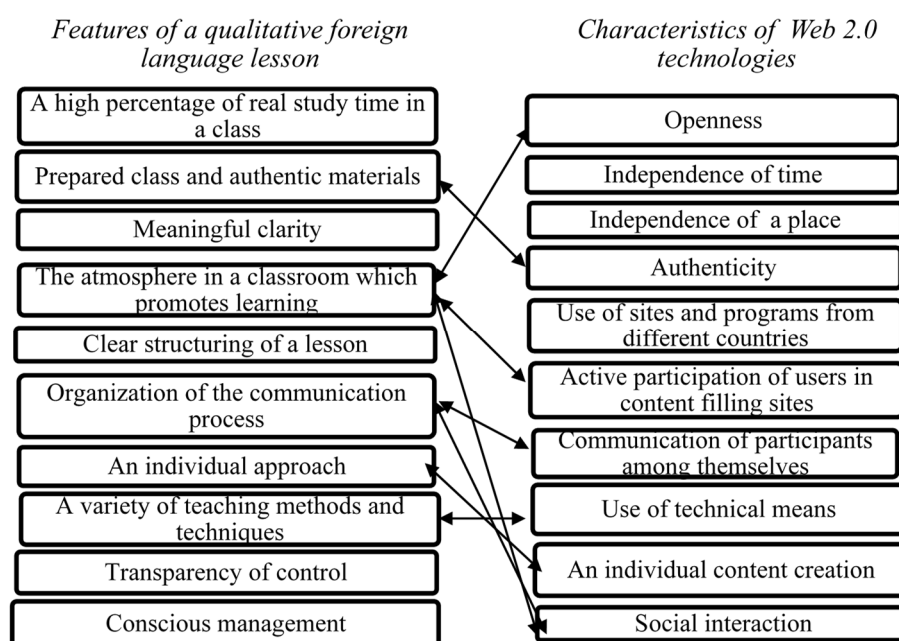 Features of a qualitative foreign
language lesson
A high percentage of real study time in
a class
Prepared class and authentic materials
Meaningful clarity
The atmosphere in a classroom which
promotes learning
Clear structuring of a lesson
Organization of the communication
process
An individual approach
A variety of teaching methods and
techniques
Transparency of control
Conscious management
Characteristics of Web 2.0
technologies
Openness
Independence of time
Independence of a place
Authenticity
Use of sites and programs from
different countries
Active participation of users in
content filling sites
Communication of participants
among themselves
Use of technical means
An individual content creation
Social interaction